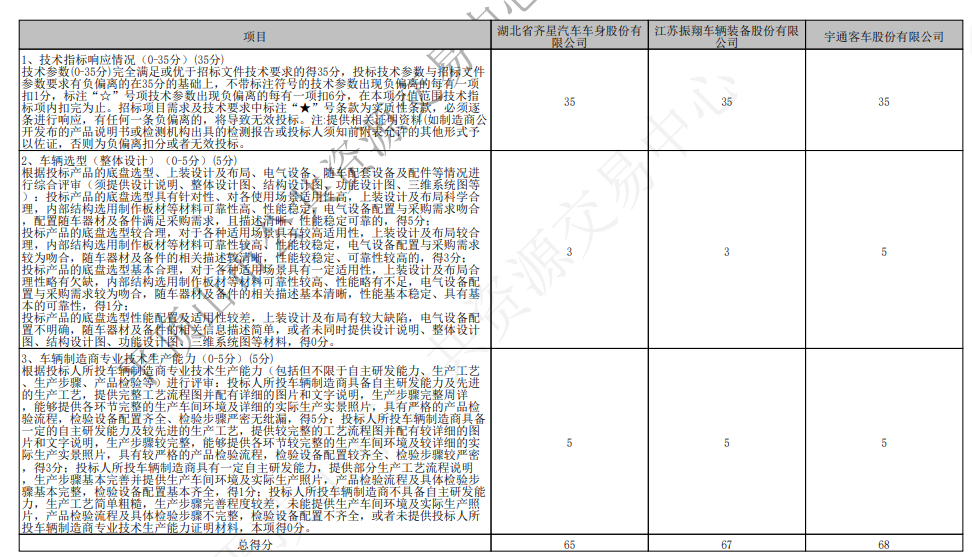 项目
湖北省齐星汽车车身股份有
限公司
江苏振翔车辆装备股份有限
公司
宇通客车股份有限公司
1、技术指标响应情况（0-35分）(35分)
技术参数(0-35分)完全满足或优于招标文件技术要求的得35分，投标技术参数与招标文件
参数要求有负偏离的在35分的基础上，不带标注符号的技术参数出现负偏离的每有一项
扣1分，标注“☆”号项技术参数出现负偏离的每有一项扣6分，在本项分值范围技术指
标项内扣完为止。招标项目需求及技术要求中标注“★”号条款为实质性条款，必须逐
条进行响应，有任何一条负偏离的，将导致无效投标。注:提供相关证明资料(如制造商公
开发布的产品说明书或检测机构出具的检测报告或投标人须知前附表允许的其他形式予
以佐证，否则为负偏离扣分或者无效投标。
35
35
35
2、车辆选型（整体设计）（0-5分）(5分)
根据投标产品的底盘选型、上装设计及布局、电气设备、随车配套设备及配件等情况进
行综合评审（须提供设计说明、整体设计图、结构设计图、功能设计图、三维系统图等
）：投标产品的底盘选型具有针对性、对各使用场景适用性高，上装设计及布局科学合
理，内部结构选用制作板材等材料可靠性高、性能稳定，电气设备配置与采购需求吻合
，配置随车器材及备件满足采购需求，且描述清晰、性能稳定可靠的，得5分；
投标产品的底盘选型较合理，对于各种适用场景具有较高适用性，上装设计及布局较合
理，内部结构选用制作板材等材料可靠性较高、性能较稳定，电气设备配置与采购需求
较为吻合，随车器材及备件的相关描述较清晰，性能较稳定、可靠性较高的，得3分；
投标产品的底盘选型基本合理，对于各种适用场景具有一定适用性，上装设计及布局合
理性略有欠缺，内部结构选用制作板材等材料可靠性较高、性能略有不足，电气设备配
置与采购需求较为吻合，随车器材及备件的相关描述基本清晰，性能基本稳定、具有基
本的可靠性，得1分；
投标产品的底盘选型性能配置及适用性较差，上装设计及布局有较大缺陷，电气设备配
置不明确，随车器材及备件的相关信息描述简单，或者未同时提供设计说明、整体设计
图、结构设计图、功能设计图、三维系统图等材料，得0分。
3
3
5
3、车辆制造商专业技术生产能力（0-5分）(5分)
根据投标人所投车辆制造商专业技术生产能力（包括但不限于自主研发能力、生产工艺
、生产步骤、产品检验等）进行评审：投标人所投车辆制造商具备自主研发能力及先进
的生产工艺，提供完整工艺流程图并配有详细的图片和文字说明，生产步骤完整周详
，能够提供各环节完整的生产车间环境及详细的实际生产实景照片，具有严格的产品检
验流程，检验设备配置齐全、检验步骤严密无纰漏，得5分；投标人所投车辆制造商具备
一定的自主研发能力及较先进的生产工艺，提供较完整的工艺流程图并配有较详细的图
片和文字说明，生产步骤较完整，能够提供各环节较完整的生产车间环境及较详细的实
际生产实景照片，具有较严格的产品检验流程，检验设备配置较齐全、检验步骤较严密
，得3分；投标人所投车辆制造商具有一定自主研发能力，提供部分生产工艺流程说明
，生产步骤基本完善并提供生产车间环境及实际生产照片，产品检验流程及具体检验步
骤基本完整，检验设备配置基本齐全，得1分；投标人所投车辆制造商不具备自主研发能
力，生产工艺简单粗糙，生产步骤完善程度较差，未能提供生产车间环境及实际生产照
片，产品检验流程及具体检验步骤不完整，检验设备配置不齐全，或者未提供投标人所
投车辆制造商专业技术生产能力证明材料，本项得0分。
5
5
5
总得分
65
67
68